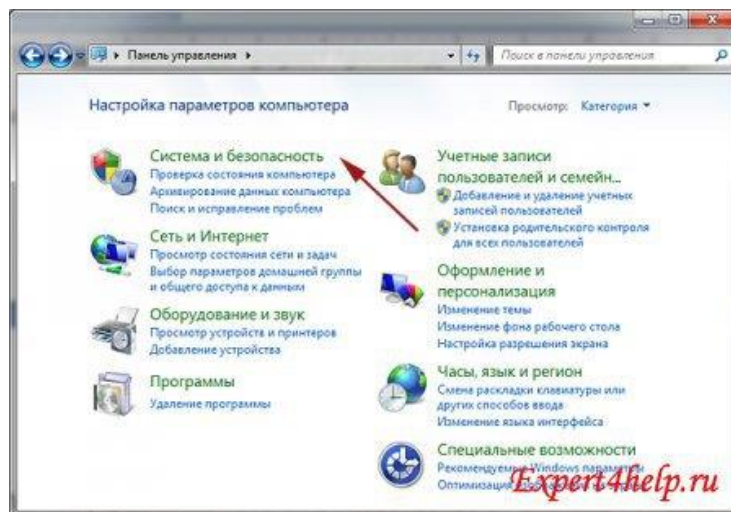 Панель управления
Поиск в панели управления
Настройка параметров компьютера
Просмотр: Категория
Система и безопасность
Проверка состояния компьютера
Архивирование данных компьютера
Поиск и исправление проблем
Сеть и Интернет
Просмотр состояния сети и задач
Выбор параметров домашней группы
и общего доступа к данным
Оборудование и звук
Просмотр устройств и принтеров
Добавление устройства
Программы
Удаление программы
Учетные записи
пользователей и семейн...
Добавление и удаление учетных
записей пользователей
Установка родительского контроля
для всех пользователей
Оформление и
персонализация
Изменение темы
Изменение фона рабочего стола
Настройка разрешения экрана
Часы, язык и регион
Смена раскладки клавиатуры или
других способов ввода
Изменение языка интерфейса
Специальные возможности
Рекомендуемые Windows параметры
Оптимизация изображения на экране
Expert4help.ru